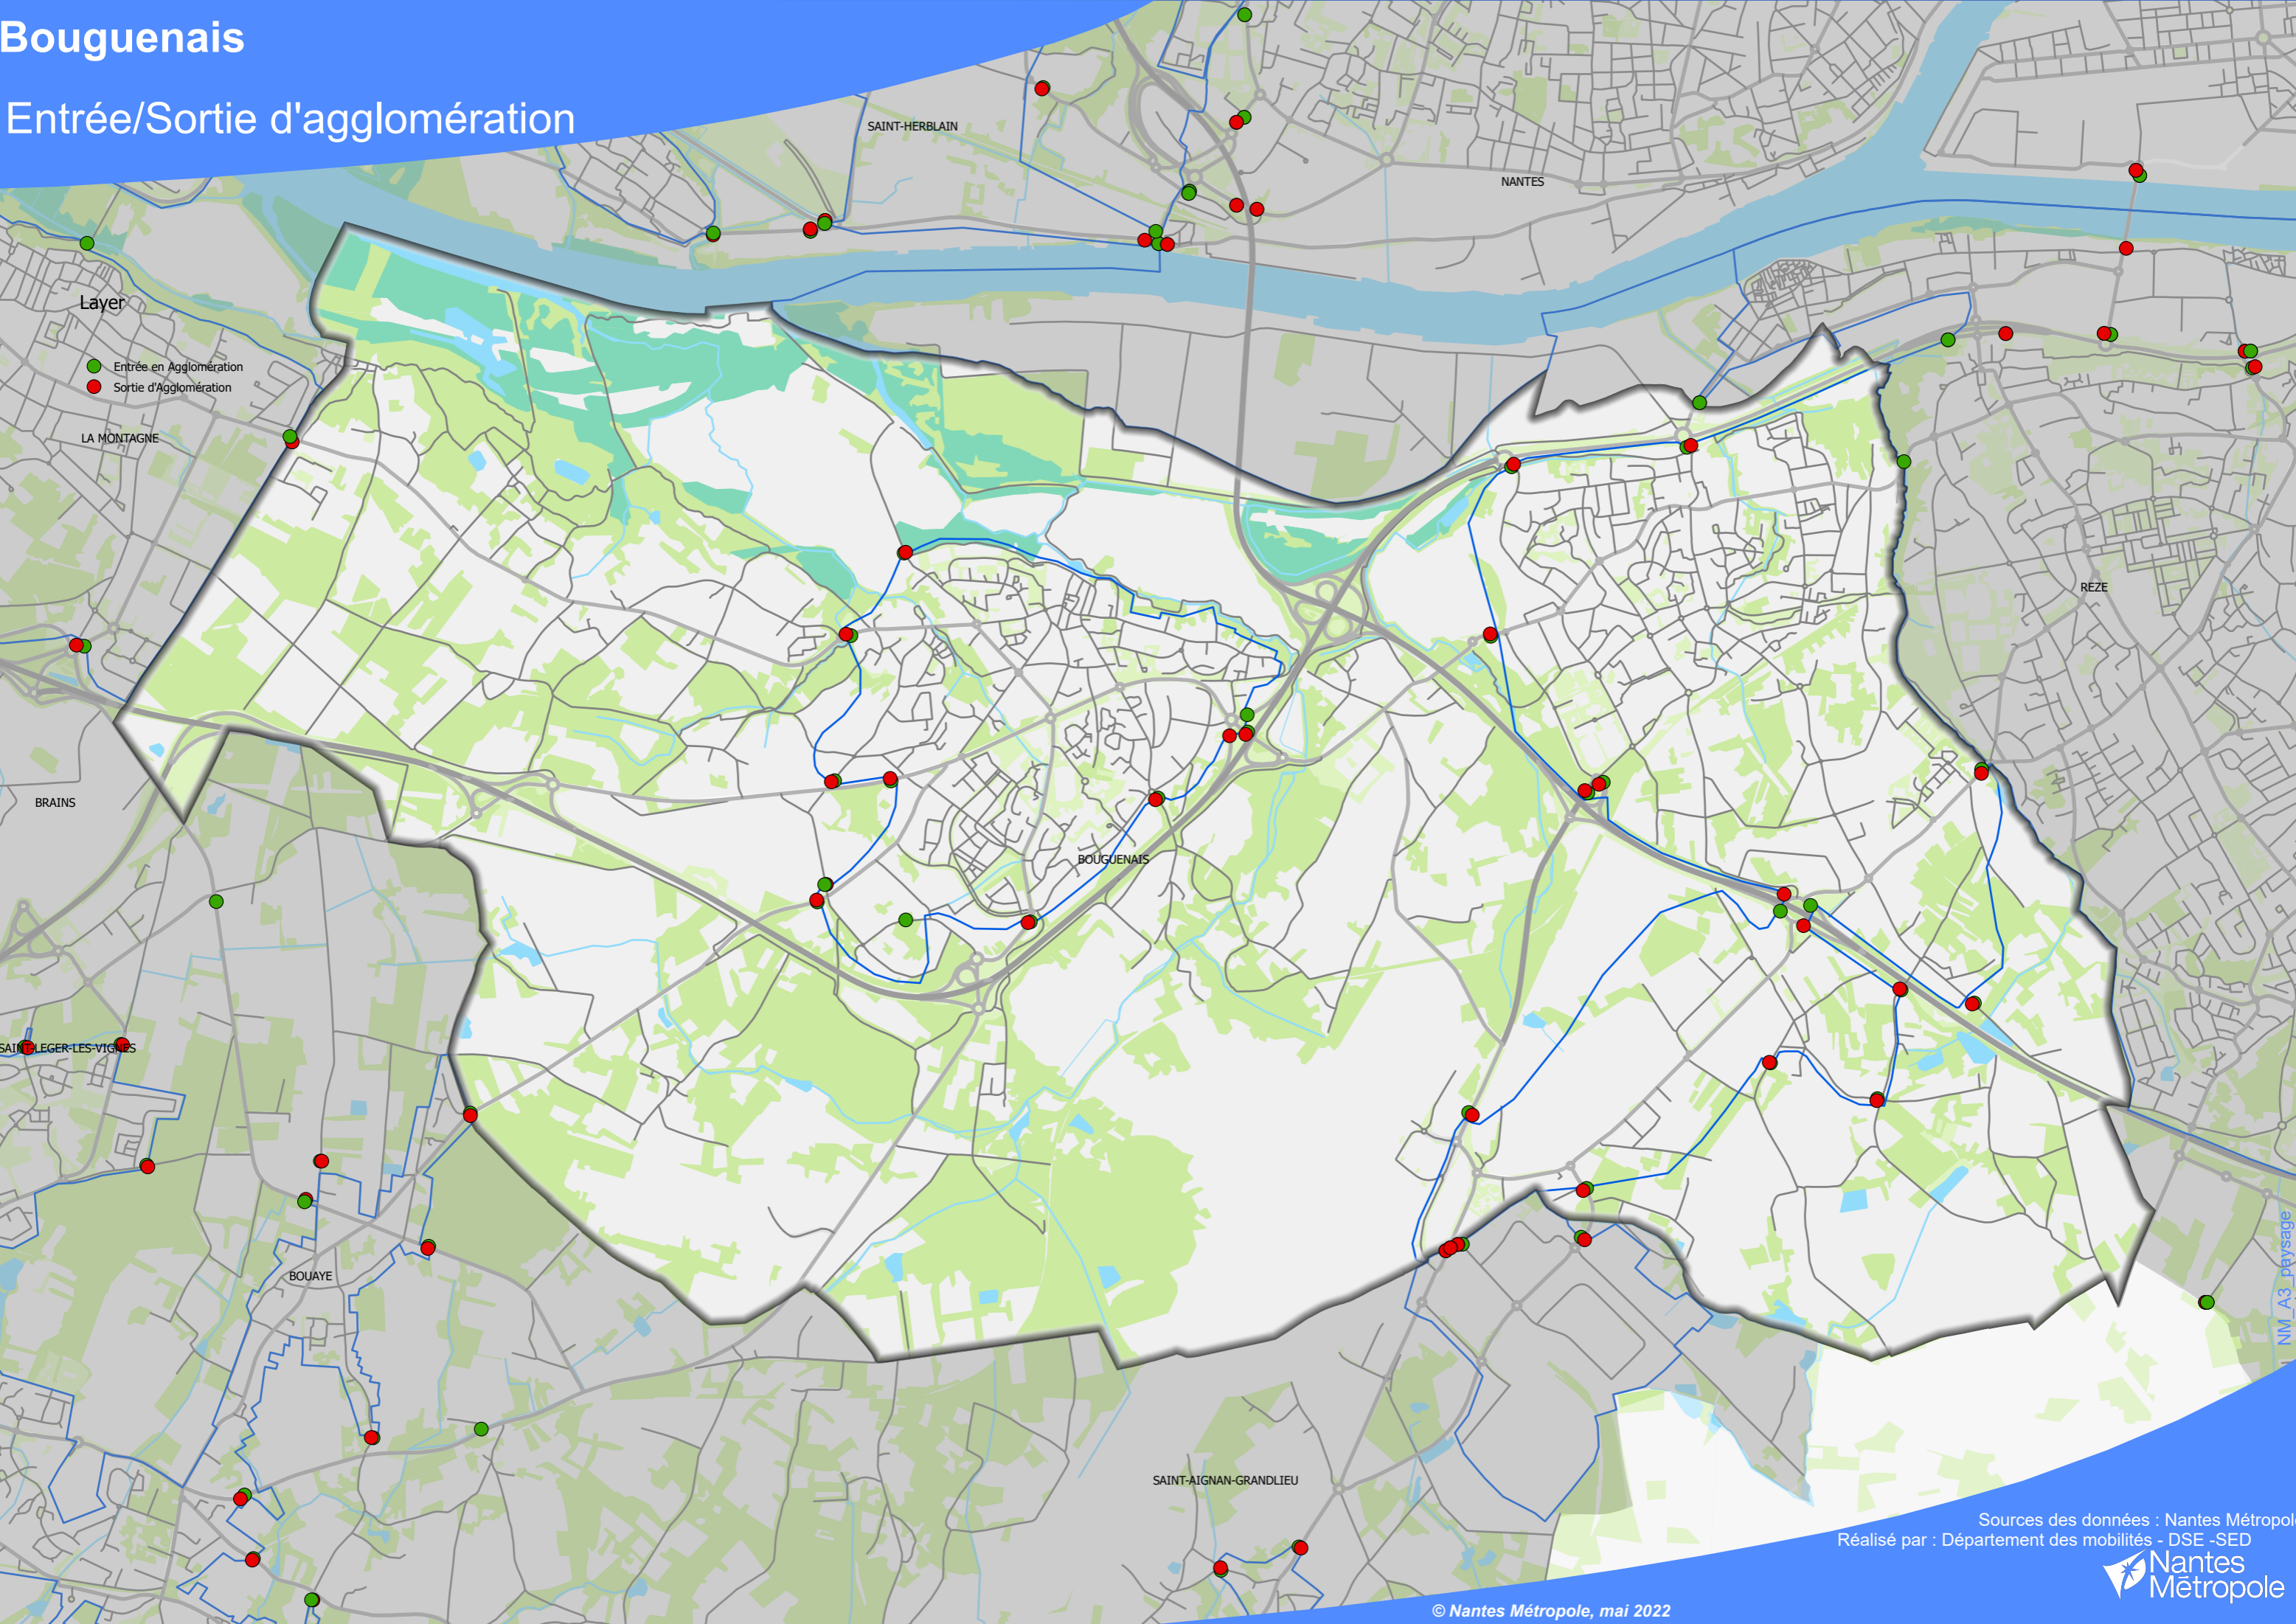 Bouguenais
Entrée/Sortie d'agglomération
SAINT-HERBLAIN
NANTES
Layer
Entrée en Agglomération
Sortie d'Agglomération
LA MONTAGNE
REZE
BRAINS
BOUGUENAIS
SAINT-LEGER-LES-VIGNES
BOUAYE
SAINT-AIGNAN-GRANDLIEU
NM_A3_paysage
Sources des données : Nantes Métropole
Réalisé par : Département des mobilités - DSE -SED
Nantes
Métropole
© Nantes Métropole, mai 2022